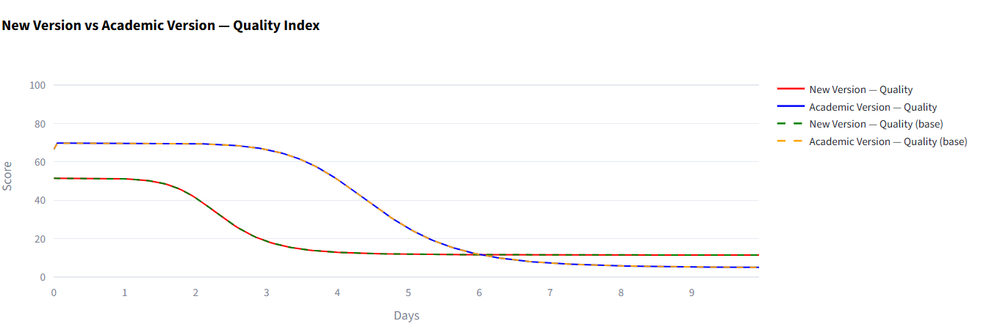 New Version vs Academic Version — Quality Index
100
80
60
40
20
0
Score
0 1 2 3 4 5 6 7 8 9
Days
New Version — Quality
Academic Version — Quality
New Version — Quality (base)
Academic Version — Quality (base)